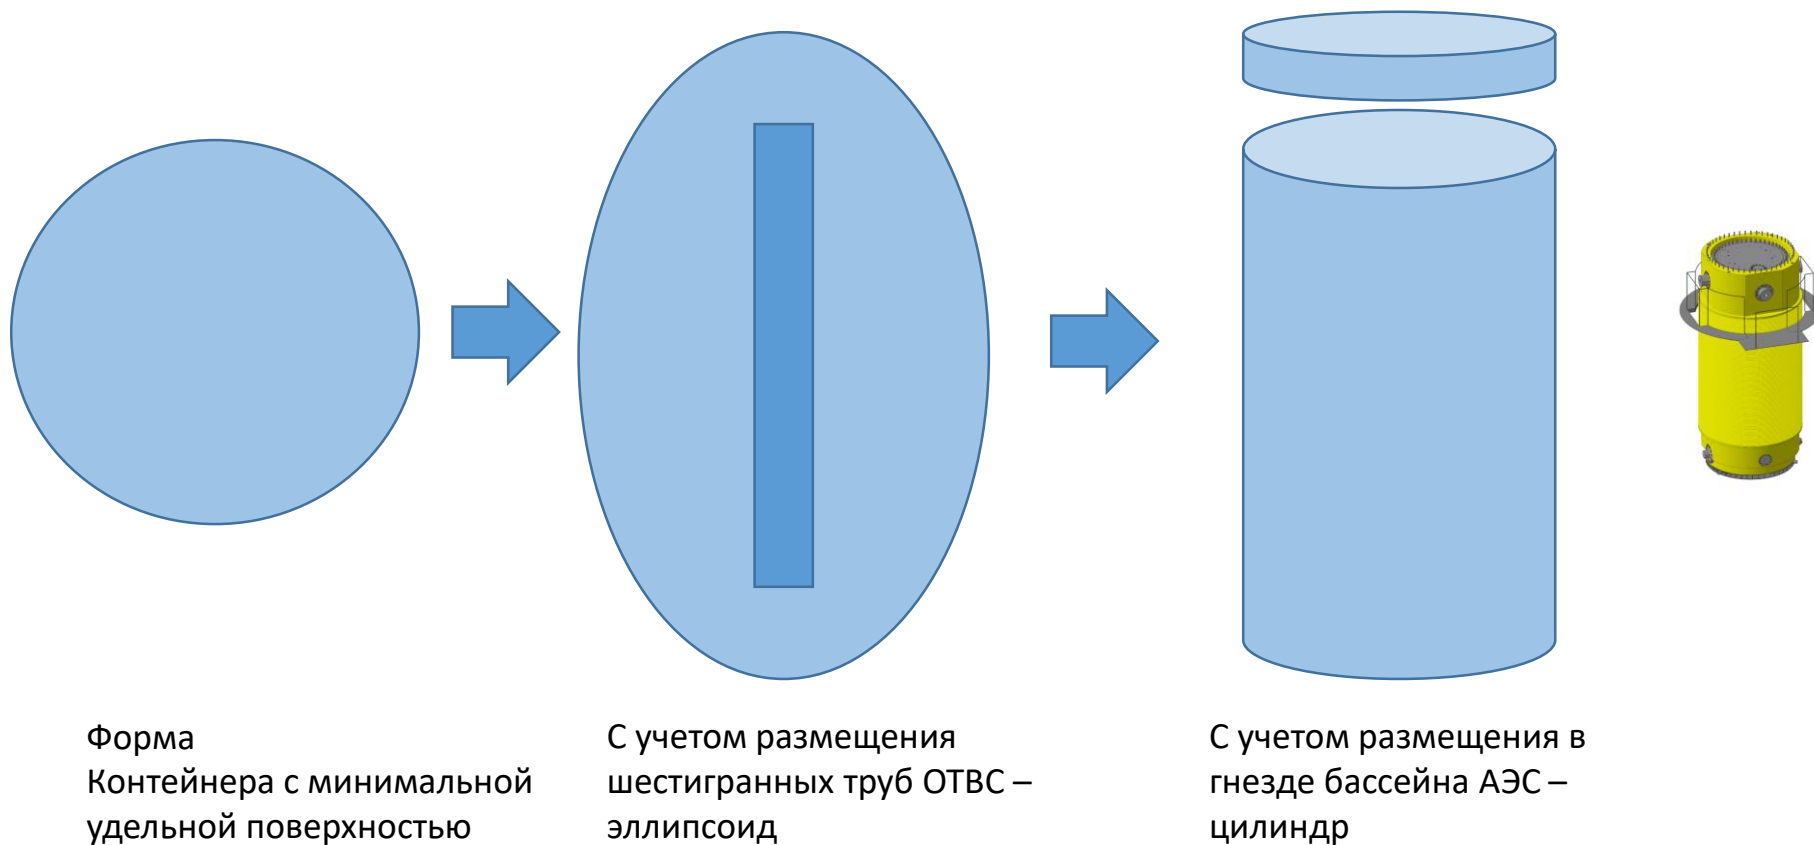 Форма
Контейнера с минимальной
удельной поверхностью
С учетом размещения
шестигранных труб ОТВС –
эллипсоид
С учетом размещения в
гнезде бассейна АЭС –
цилиндр